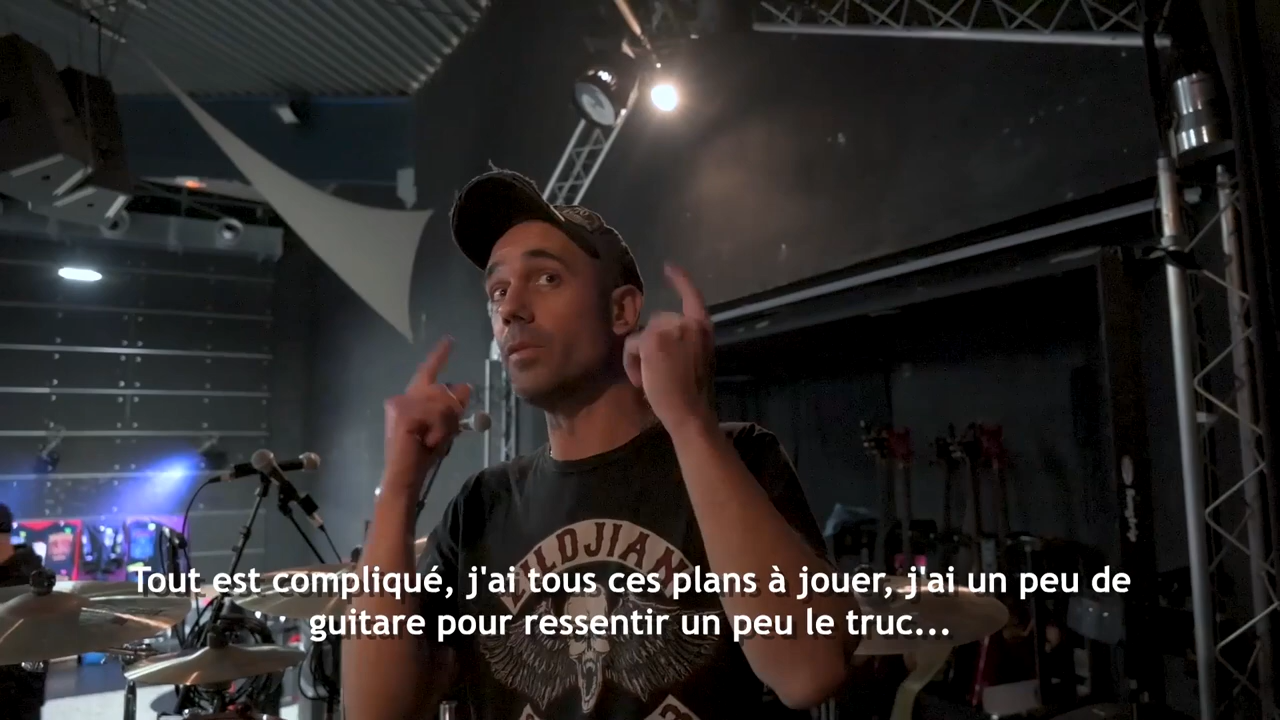 ZILDJIAN
Tout est compliqué, j'ai tous ces plans à jouer, j'ai un peu de
guitare pour ressentir un peu le truc...